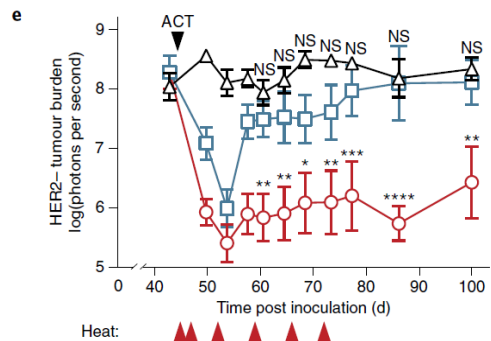 e
ACT
HER2– tumour burden
log(photons per second)
9
8
7
6
5
NS NS NS NS NS NS NS
** ** * ** *** **** **
0 40 50 60 70 80 90 100
Time post inoculation (d)
Heat: